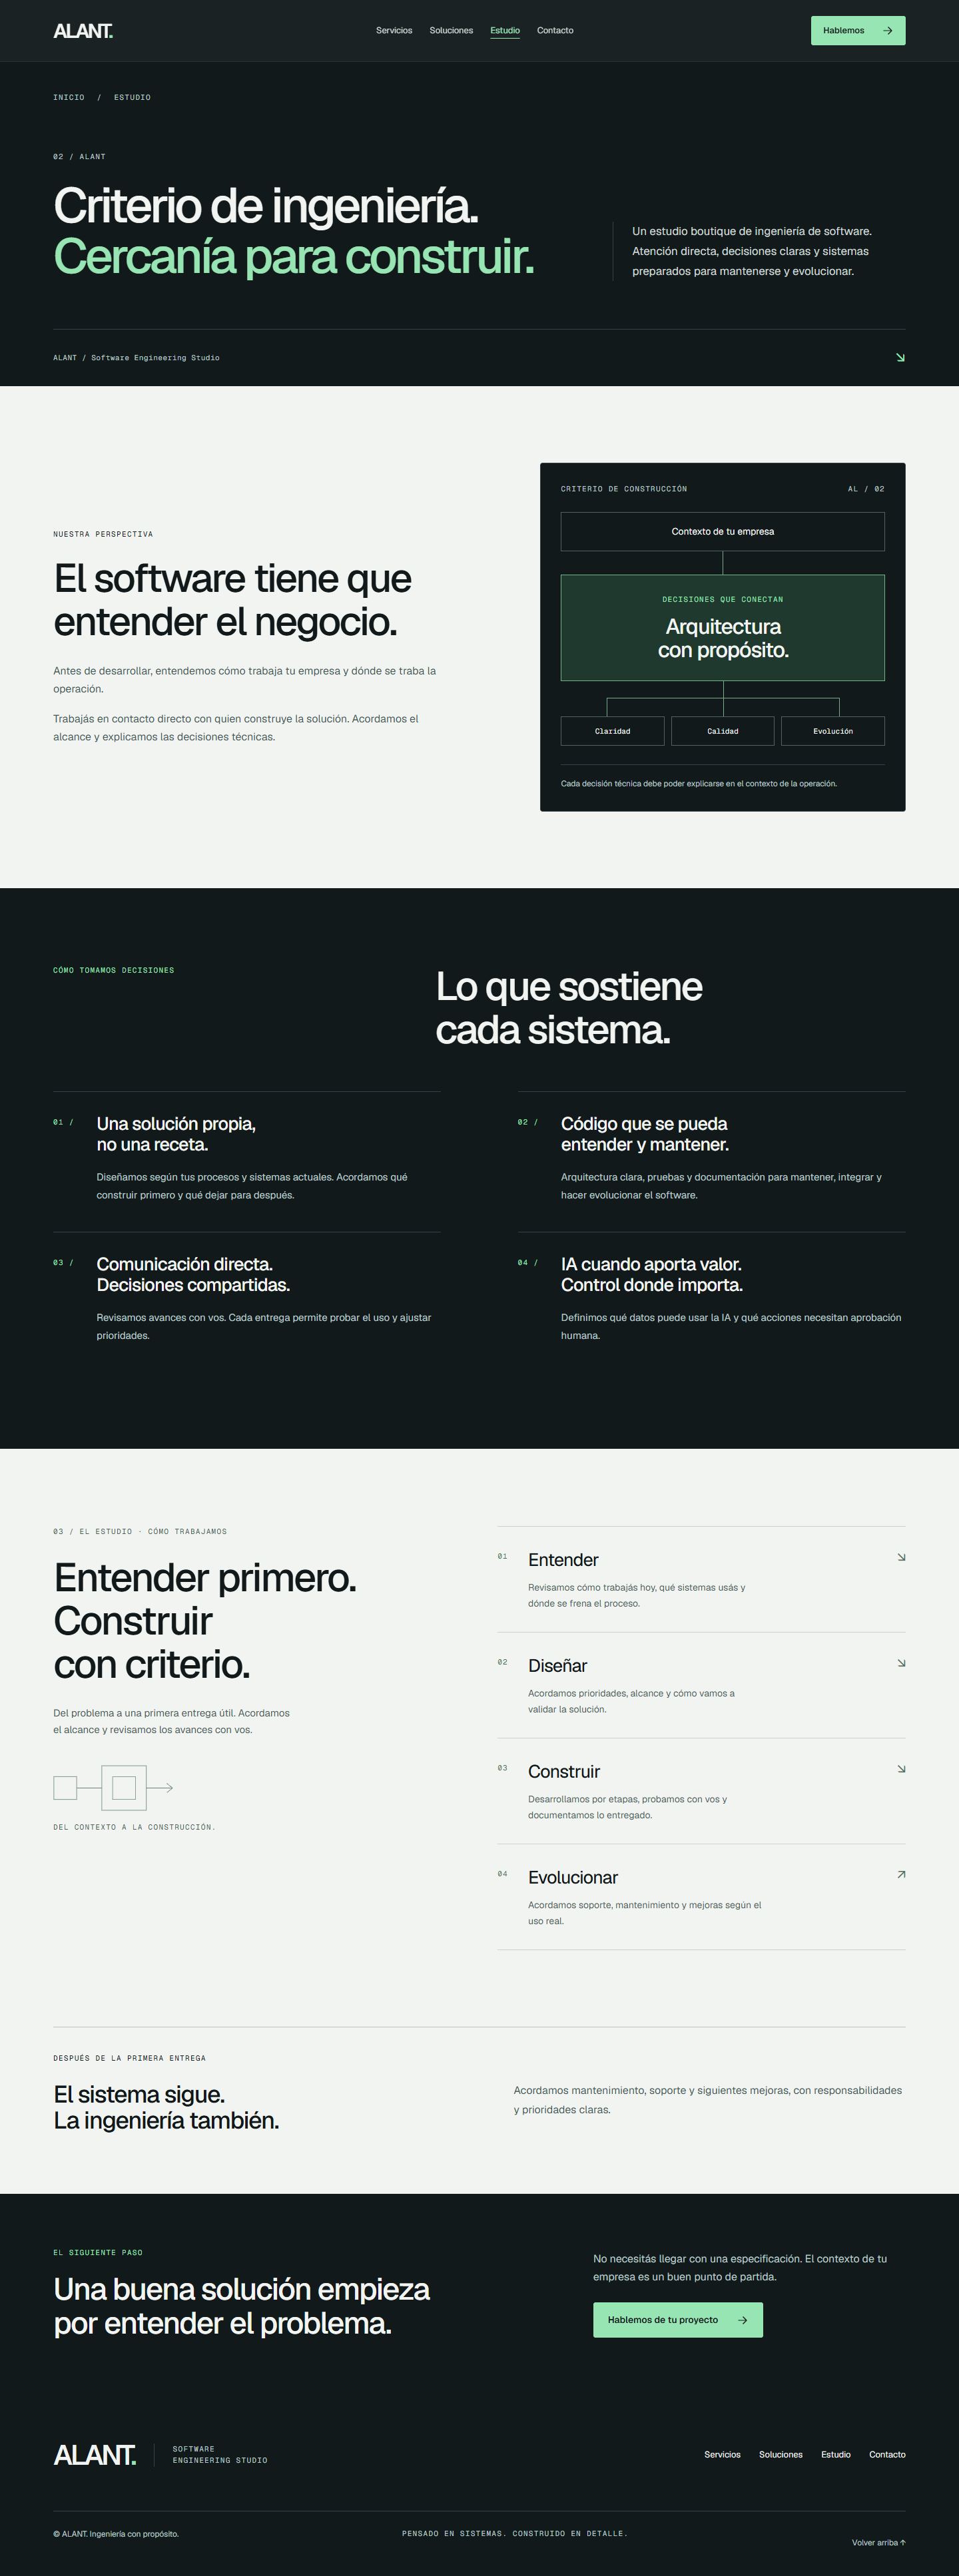 ALANT.
Servicios
Soluciones
Estudio
Contacto
Hablemos →
INICIO / ESTUDIO
02 / ALANT
Criterio de ingeniería.
Cercanía para construir.
Un estudio boutique de ingeniería de software.
Atención directa, decisiones claras y sistemas
preparados para mantenerse y evolucionar.
ALANT / Software Engineering Studio
NUESTRA PERSPECTIVA
El software tiene que
entender el negocio.
Antes de desarrollar, entendemos cómo trabaja tu empresa y dónde se traba la
operación.
Trabajás en contacto directo con quien construye la solución. Acordamos el
alcance y explicamos las decisiones técnicas.
CRITERIO DE CONSTRUCCIÓN
AL / 02
Contexto de tu empresa
DECISIONES QUE CONECTAN
Arquitectura
con propósito.
Claridad
Calidad
Evolución
Cada decisión técnica debe poder explicarse en el contexto de la operación.
CÓMO TOMAMOS DECISIONES
Lo que sostiene
cada sistema.
01 /
Una solución propia,
no una receta.
Diseñamos según tus procesos y sistemas actuales. Acordamos qué
construir primero y qué dejar para después.
02 /
Código que se pueda
entender y mantener.
Arquitectura clara, pruebas y documentación para mantener, integrar y
hacer evolucionar el software.
03 /
Comunicación directa.
Decisiones compartidas.
Revisamos avances con vos. Cada entrega permite probar el uso y ajustar
prioridades.
04 /
IA cuando aporta valor.
Control donde importa.
Definimos qué datos puede usar la IA y qué acciones necesitan aprobación
humana.
03 / EL ESTUDIO - CÓMO TRABAJAMOS
Entender primero.
Construir
con criterio.
Del problema a una primera entrega útil. Acordamos
el alcance y revisamos los avances con vos.
DEL CONTEXTO A LA CONSTRUCCIÓN.
01
Entender
Revisamos cómo trabajás hoy, qué sistemas usás y
dónde se frena el proceso.
02
Diseñar
Acordamos prioridades, alcance y cómo vamos a
validar la solución.
03
Construir
Desarrollamos por etapas, probamos con vos y
documentamos lo entregado.
04
Evolucionar
Acordamos soporte, mantenimiento y mejoras según el
uso real.
DESPUÉS DE LA PRIMERA ENTREGA
El sistema sigue.
La ingeniería también.
Acordamos mantenimiento, soporte y siguientes mejoras, con responsabilidades
y prioridades claras.
EL SIGUIENTE PASO
Una buena solución empieza
por entender el problema.
No necesitás llegar con una especificación. El contexto de tu
empresa es un buen punto de partida.
Hablemos de tu proyecto →
ALANT.
SOFTWARE
ENGINEERING STUDIO
Servicios
Soluciones
Estudio
Contacto
© ALANT. Ingeniería con propósito.
PENSADO EN SISTEMAS. CONSTRUIDO EN DETALLE.
Volver arriba ↑